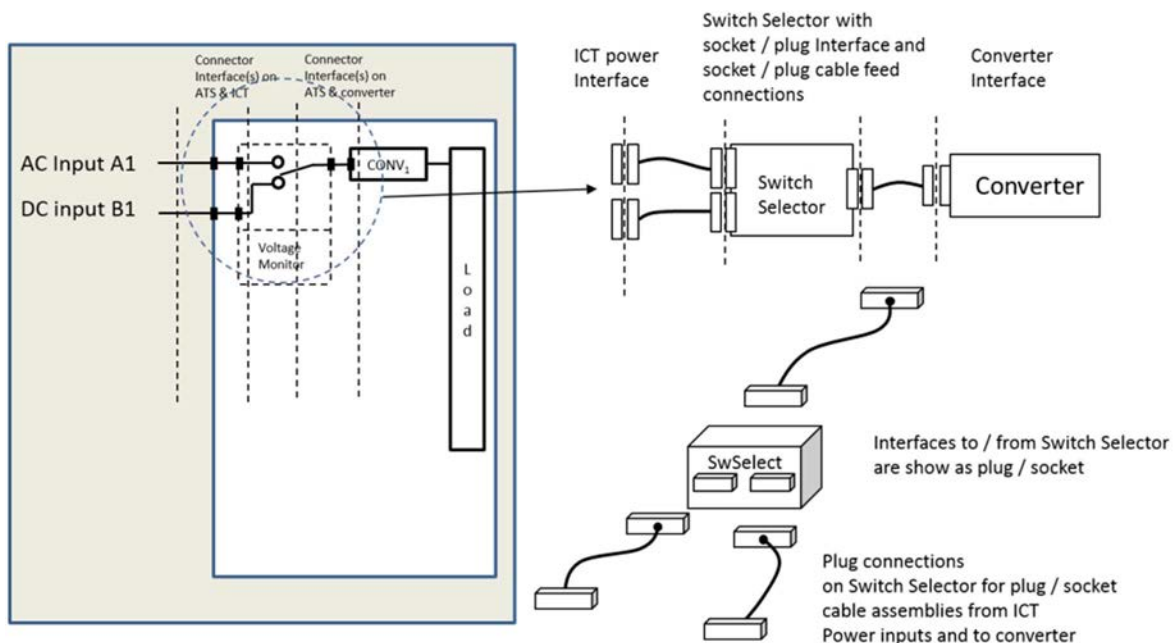 Connector
Interface(s) on
ATS & ICT
Connector
Interface(s) on
ATS & converter
AC Input A1
DC input B1
CONV1
Voltage
Monitor
Load
ICT power
Interface
Switch Selector with
socket / plug Interface and
socket / plug cable feed
connections
Converter
Interface
Switch
Selector
Converter
SwSelect
Interfaces to / from Switch Selector
are show as plug / socket
Plug connections
on Switch Selector for plug / socket
cable assemblies from ICT
Power inputs and to converter